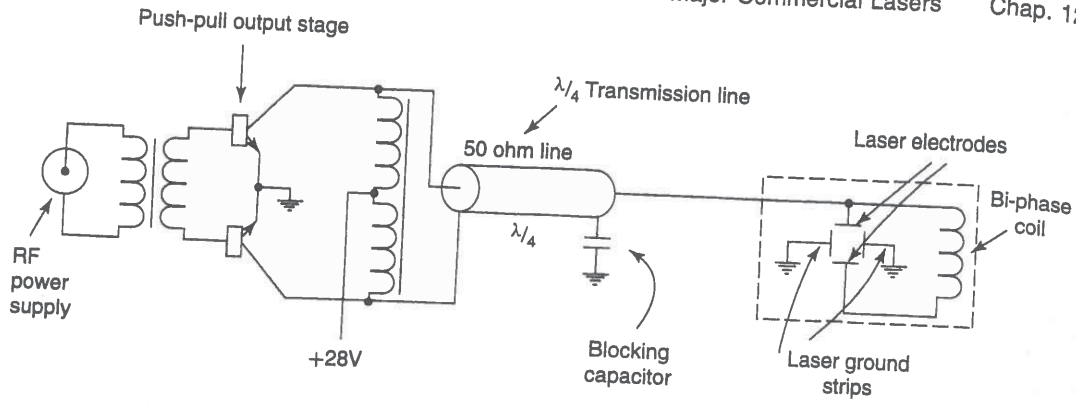 Major Commercial Lasers Chap. 12
Push-pull output stage
λ/4 Transmission line
50 ohm line
Laser electrodes
Bi-phase
coil
λ/4
RF
power
supply
+28V
Blocking
capacitor
Laser ground
strips